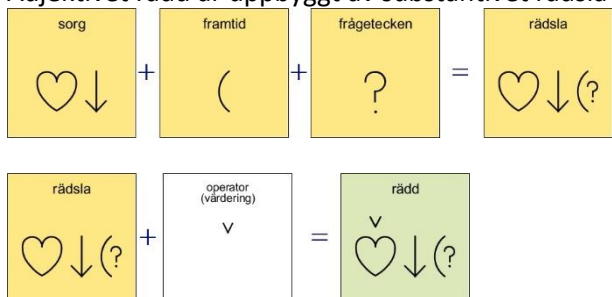 Adjektivet rädd är uppbyggt av substantivet rädsla
sorg + framtid + frågetecken = rädsla
♡↓ ( ? ♡↓(?
rädsla + operator = rädd
(värdering)
♡↓(? ˅ ♡̌↓(?